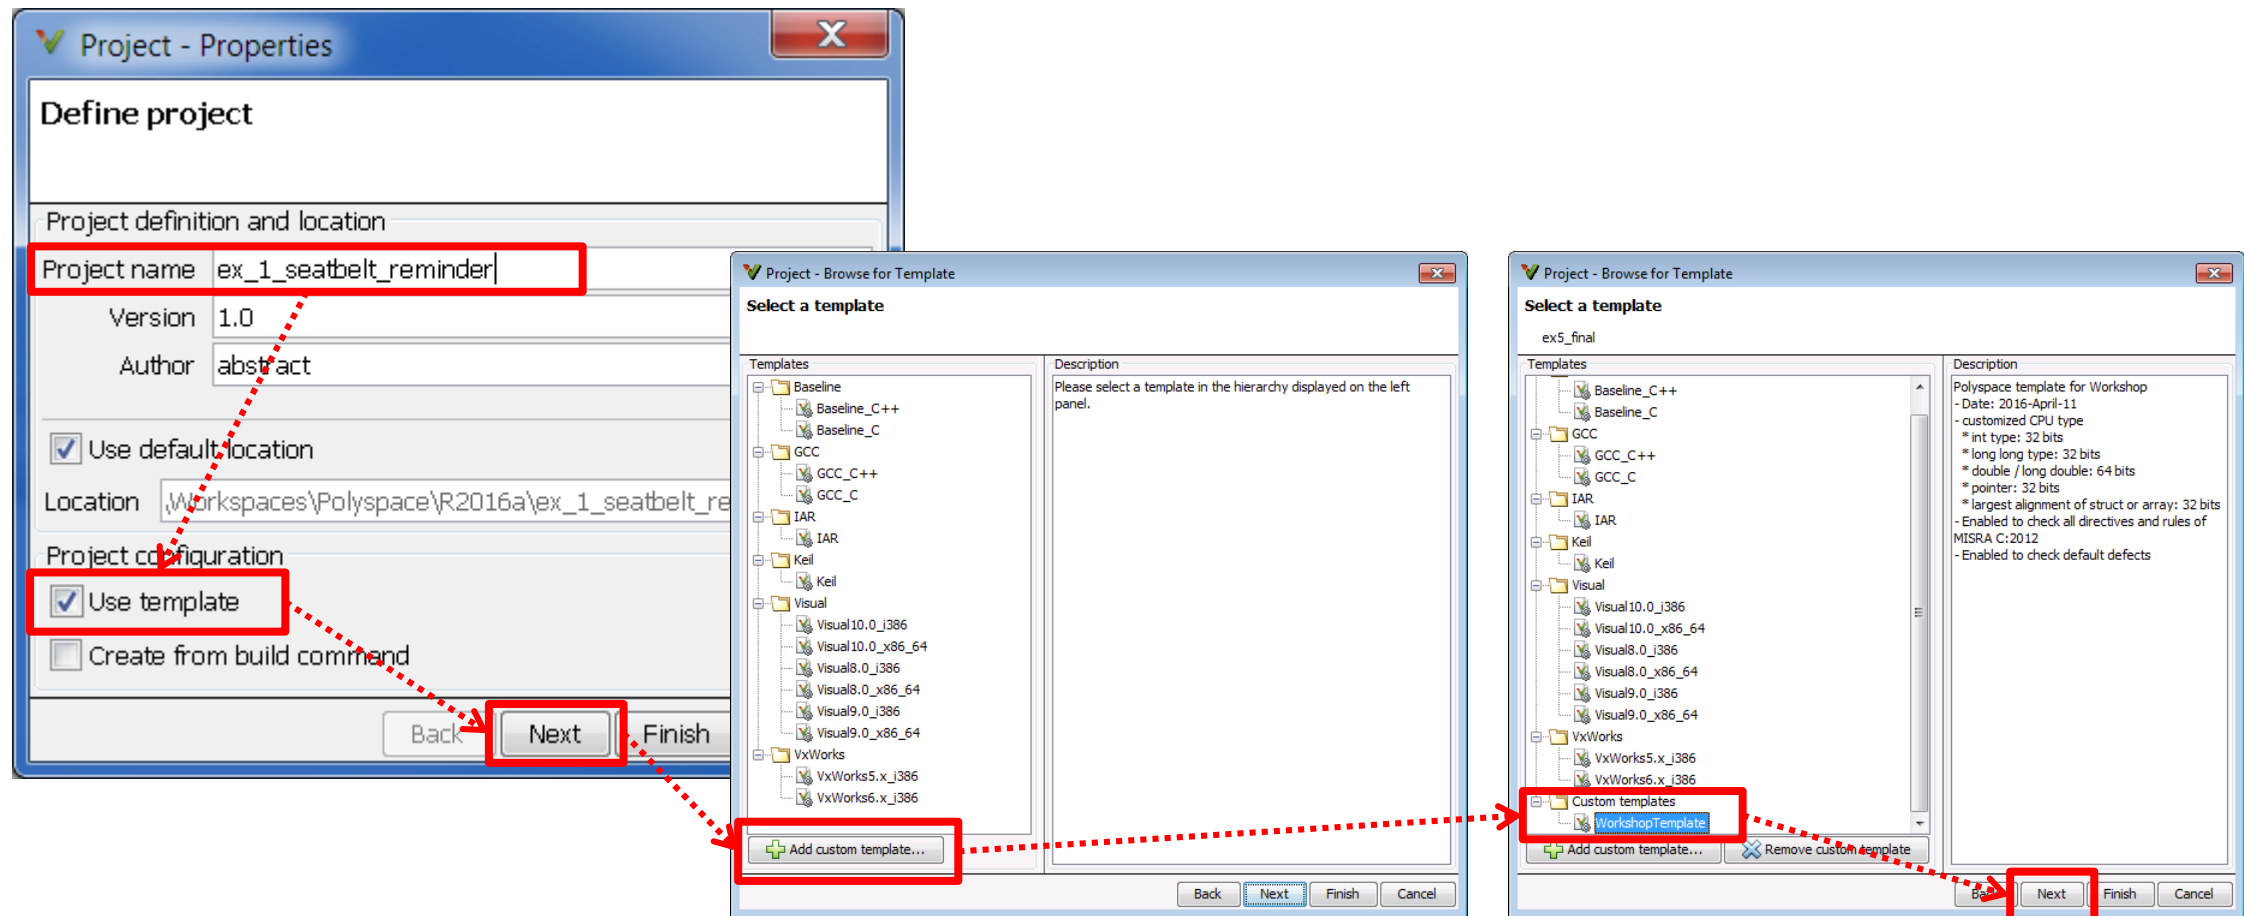 Project - Properties
Define project
Project definition and location
Project name ex_1_seatbelt_reminder
Version 1.0
Author abstract
Use default location
Location Workspaces\Polyspace\R2016a\ex_1_seatbelt_re
Project configuration
Use template
Create from build command
Back Next Finish
Project - Browse for Template
Select a template
Templates
Baseline
Baseline_C++
Baseline_C
GCC
GCC_C++
GCC_C
IAR
IAR
Keil
Keil
Visual
Visual10.0_i386
Visual10.0_x86_64
Visual8.0_i386
Visual8.0_x86_64
Visual9.0_i386
Visual9.0_x86_64
VxWorks
VxWorks5.x_i386
VxWorks6.x_i386
Add custom template...
Description
Please select a template in the hierarchy displayed on the left
panel.
Back Next Finish Cancel
Project - Browse for Template
Select a template
ex5_final
Templates
Baseline_C++
Baseline_C
GCC
GCC_C++
GCC_C
IAR
IAR
Keil
Keil
Visual
Visual10.0_i386
Visual10.0_x86_64
Visual8.0_i386
Visual8.0_x86_64
Visual9.0_i386
Visual9.0_x86_64
VxWorks
VxWorks5.x_i386
VxWorks6.x_i386
Custom templates
WorkshopTemplate
Add custom template... Remove custom template
Description
Polyspace template for Workshop
- Date: 2016-April-11
- customized CPU type
* int type: 32 bits
* long long type: 32 bits
* double / long double: 64 bits
* pointer: 32 bits
* largest alignment of struct or array: 32 bits
- Enabled to check all directives and rules of
MISRA C:2012
- Enabled to check default defects
Back Next Finish Cancel